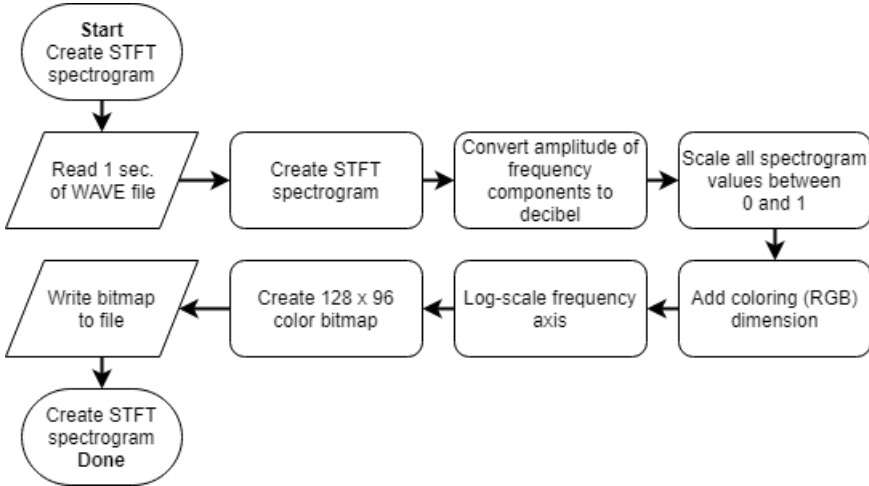 Start
Create STFT
spectrogram
Read 1 sec.
of WAVE file
Create STFT
spectrogram
Convert amplitude of
frequency
components to
decibel
Scale all spectrogram
values between
0 and 1
Add coloring (RGB)
dimension
Log-scale frequency
axis
Create 128 x 96
color bitmap
Write bitmap
to file
Create STFT
spectrogram
Done